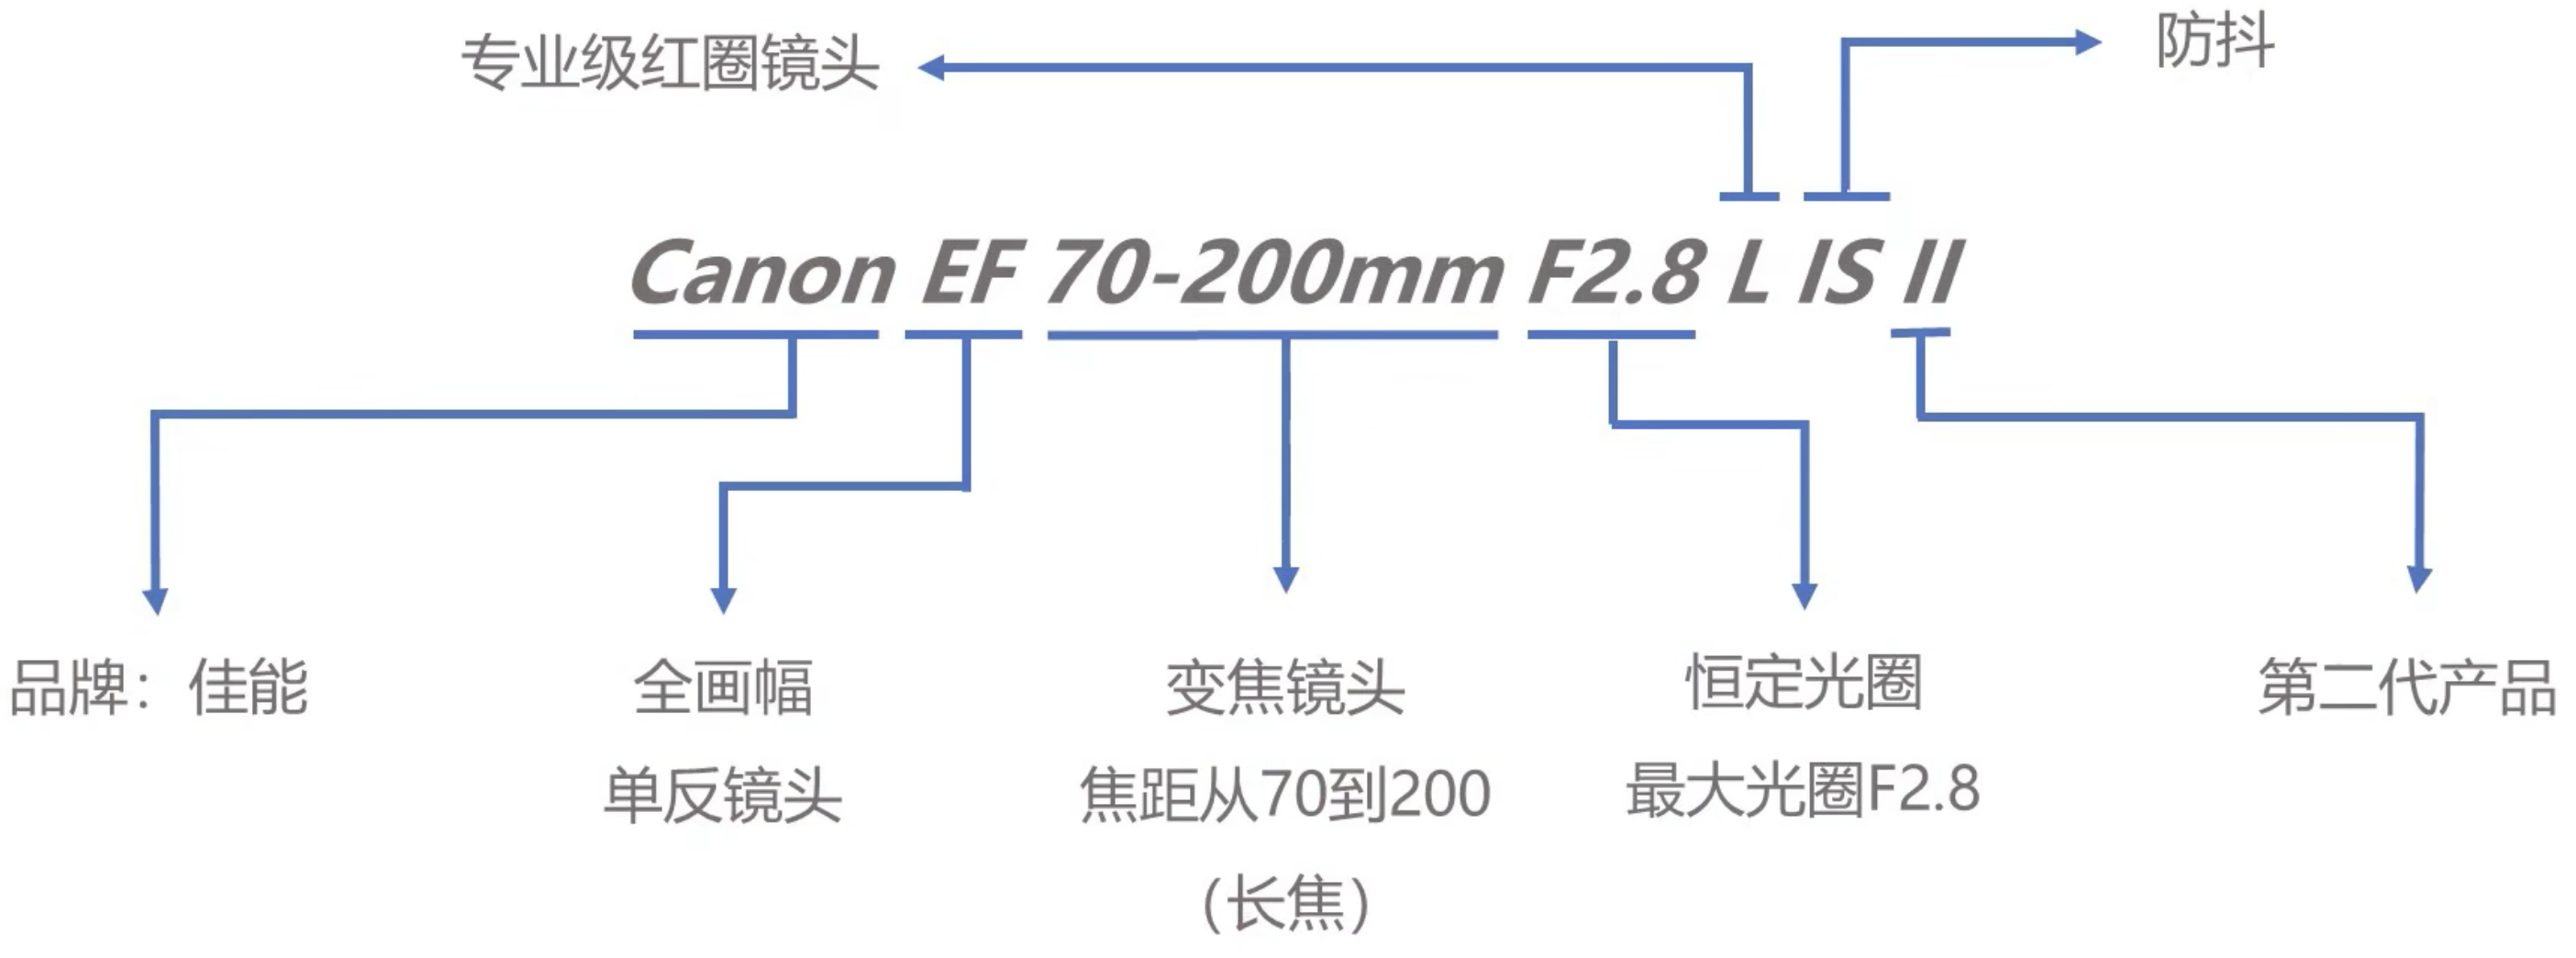 专业级红圈镜头
防抖
Canon EF 70-200mm F2.8 L IS II
品牌：佳能
全画幅
单反镜头
变焦镜头
焦距从70到200
（长焦）
恒定光圈
最大光圈F2.8
第二代产品